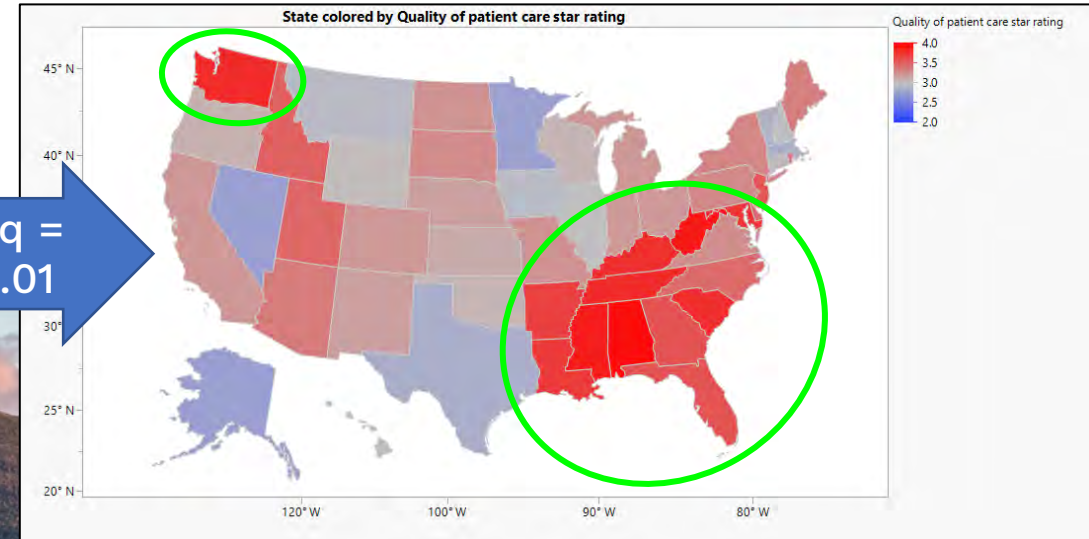 State colored by Quality of patient care star rating
Quality of patient care star rating
4.0
3.5
3.0
2.5
2.0
45° N
40° N
q =
.01
30°
25° N
20° N
120° W 100° W 90° W 80° W